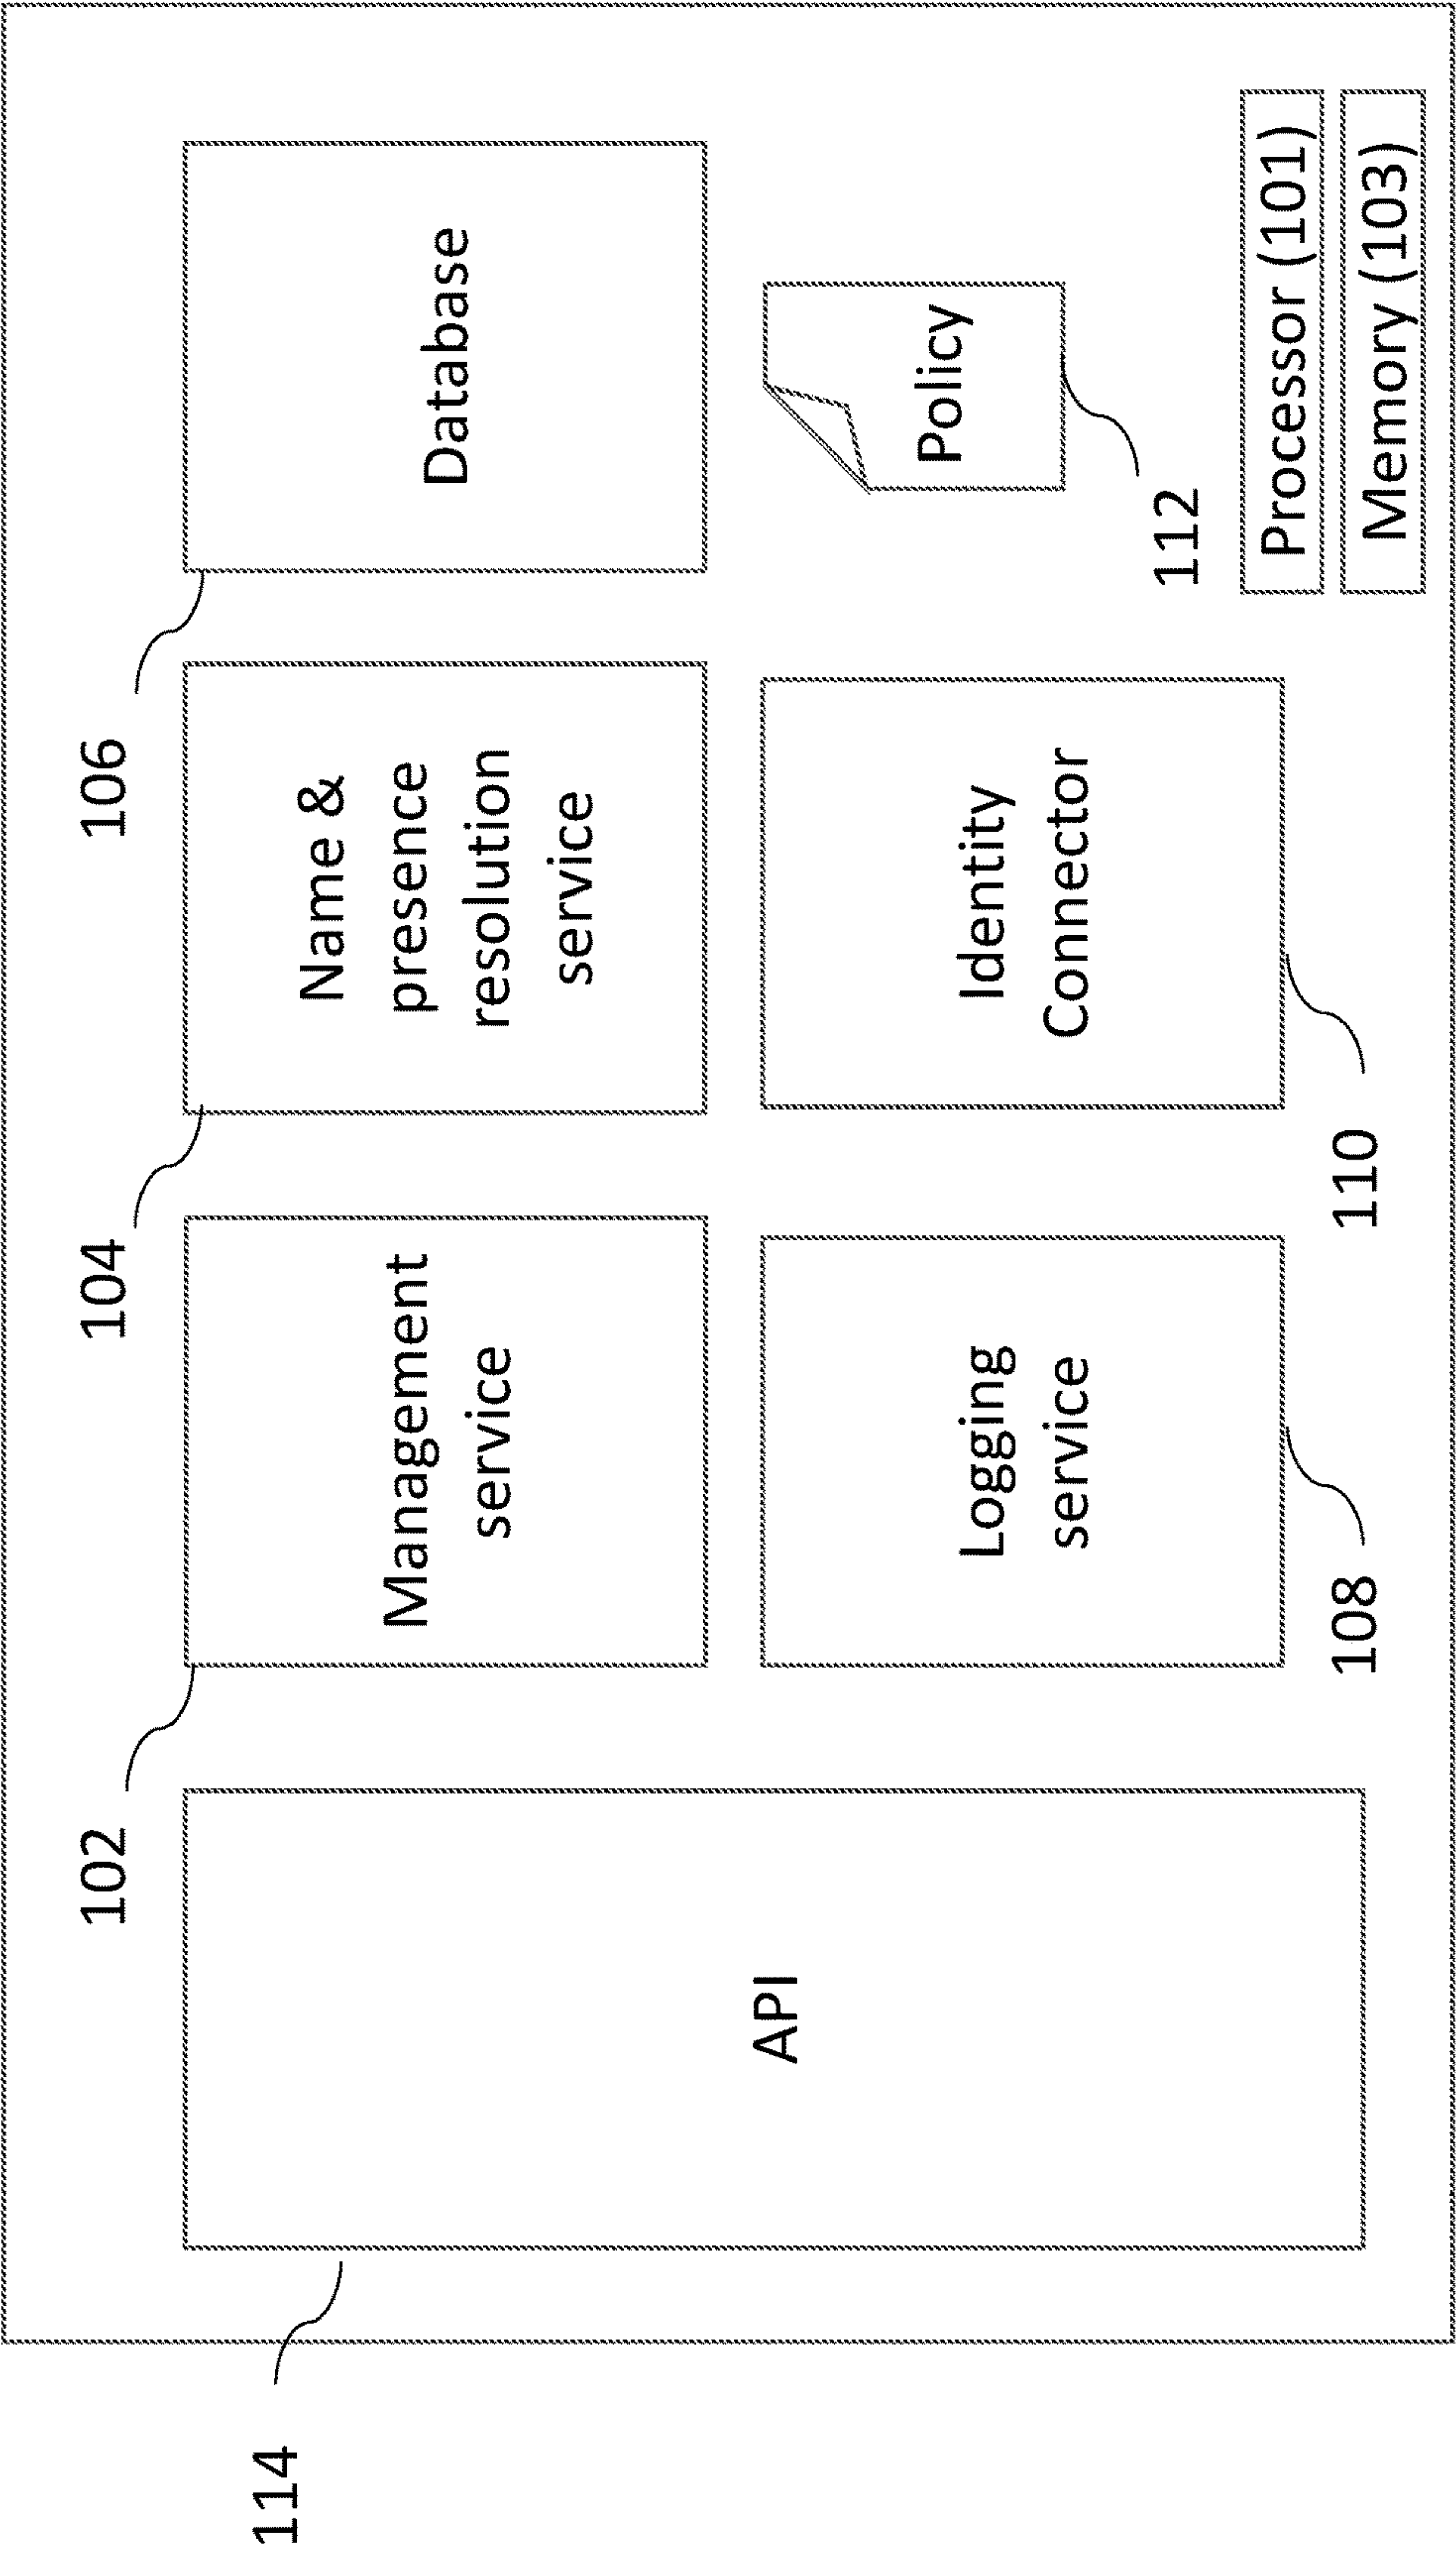 102
104
106
Management
service
Name &
presence
resolution
service
Database
114
API
Logging
service
Identity
Connector
Policy
108
110
112
Processor (101)
Memory (103)